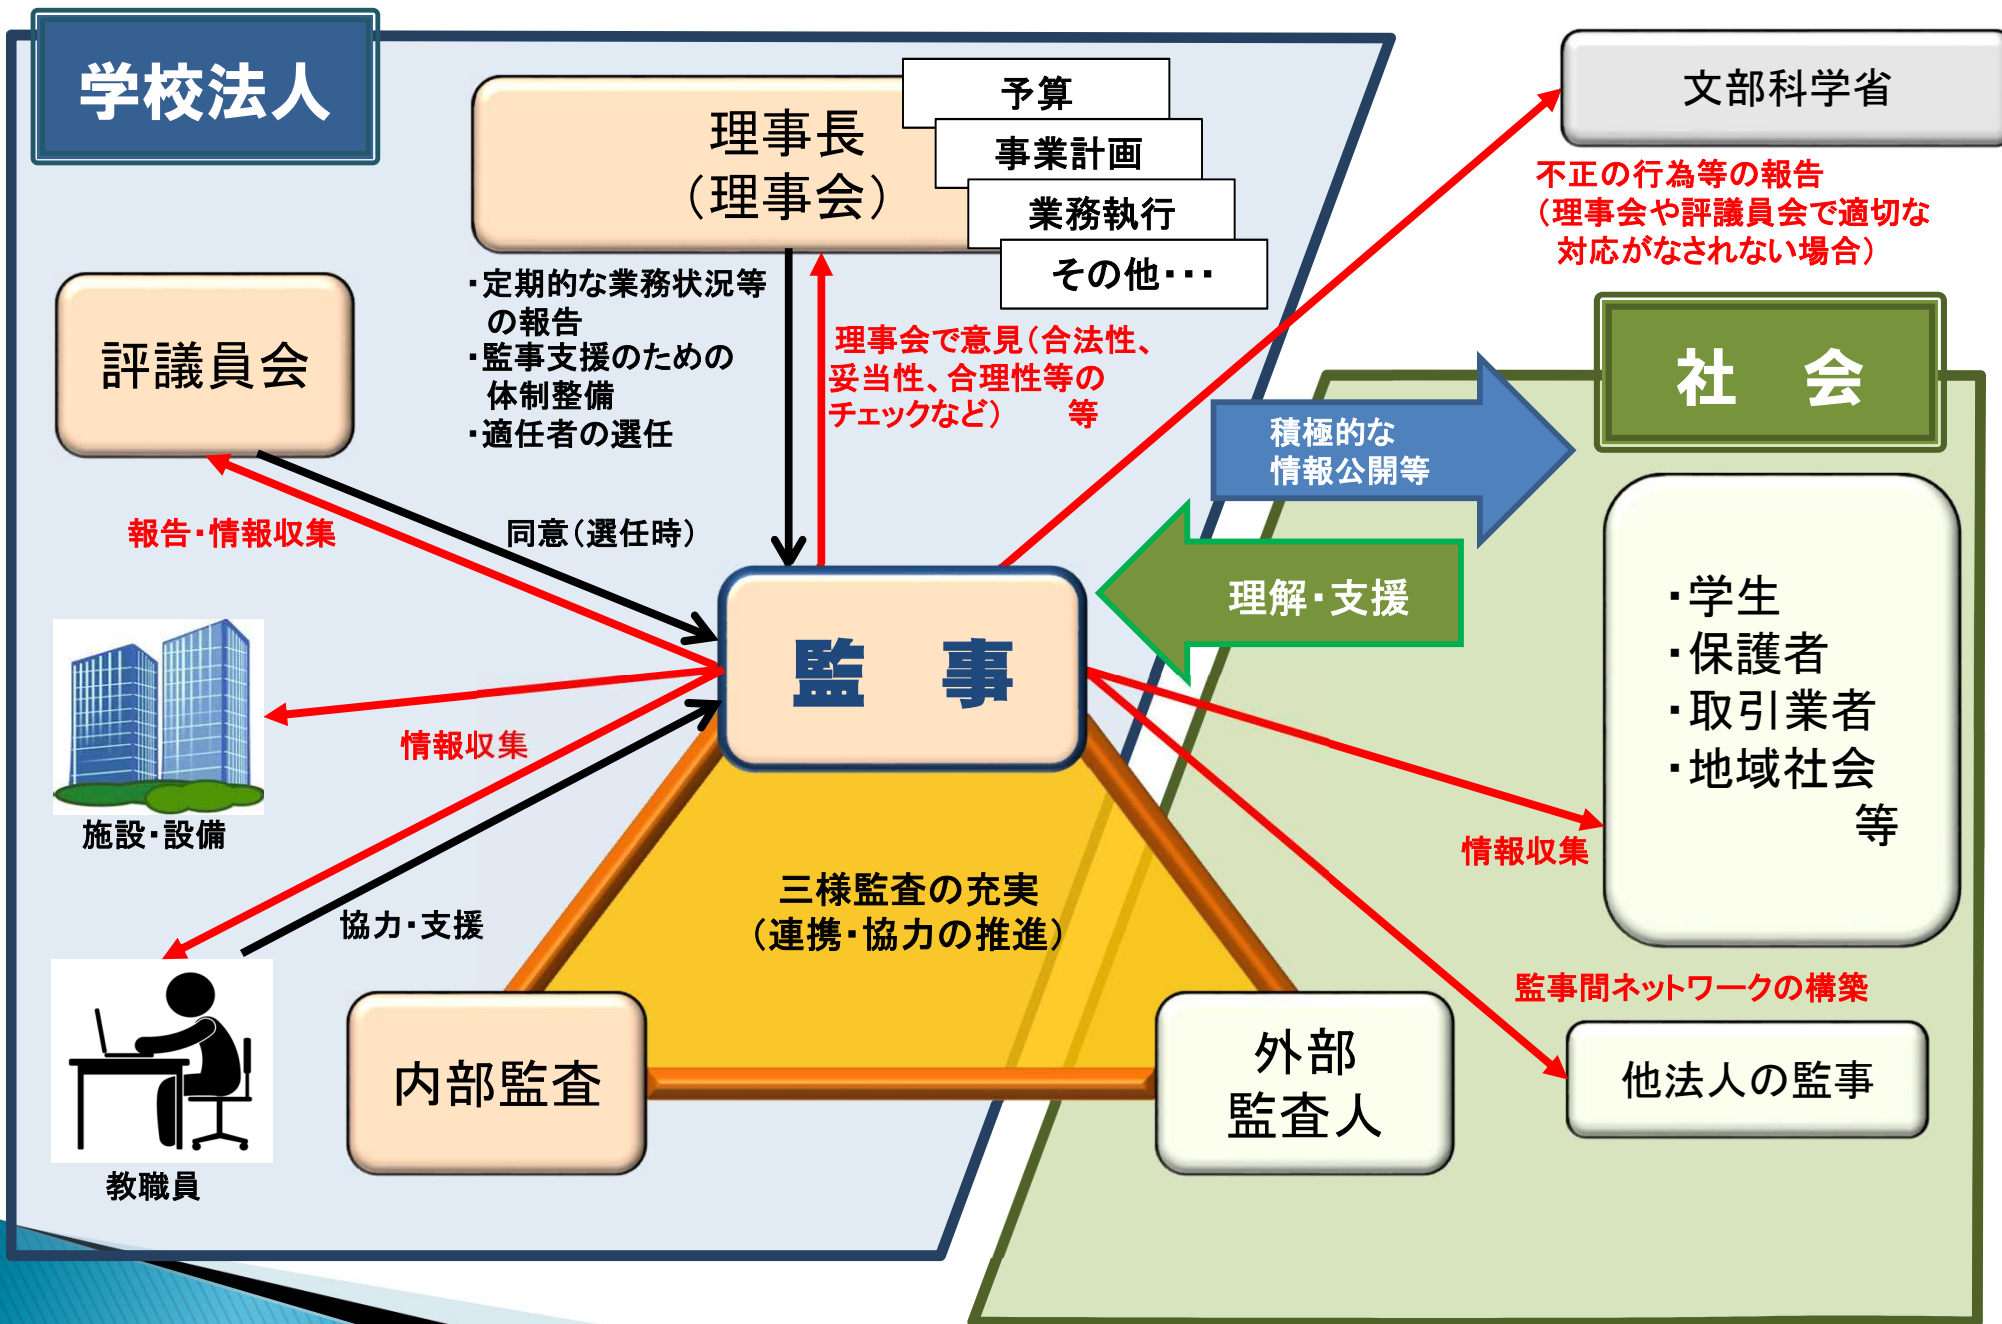 学校法人
理事長
（理事会）
予算
事業計画
業務執行
その他・・・
文部科学省
不正の行為等の報告
（理事会や評議員会で適切な
対応がなされない場合）
評議員会
・定期的な業務状況等
の報告
・監事支援のための
体制整備
・適任者の選任
理事会で意見（合法性、
妥当性、合理性等の
チェックなど）　　等
社　会
積極的な
情報公開等
報告・情報収集
同意（選任時）
理解・支援
監　事
・学生
・保護者
・取引業者
・地域社会
等
情報収集
施設・設備
情報収集
三様監査の充実
（連携・協力の推進）
協力・支援
監事間ネットワークの構築
内部監査
外部
監査人
他法人の監事
教職員